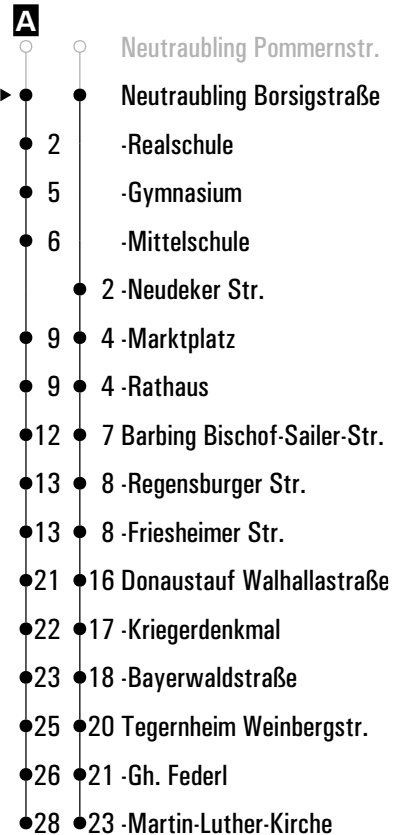 A
Neutraubling Pommernstr.
Neutraubling Borsigstraße
2 -Realschule
5 -Gymnasium
6 -Mittelschule
2 -Neudeker Str.
9 4 -Marktplatz
9 4 -Rathaus
12 7 Barbing Bischof-Sailer-Str.
13 8 -Regensburger Str.
13 8 -Friesheimer Str.
21 16 Donaustauf Walhallastraße
22 17 -Kriegerdenkmal
23 18 -Bayerwaldstraße
25 20 Tegernheim Weinbergstr.
26 21 -Gh. Federl
28 23 -Martin-Luther-Kirche